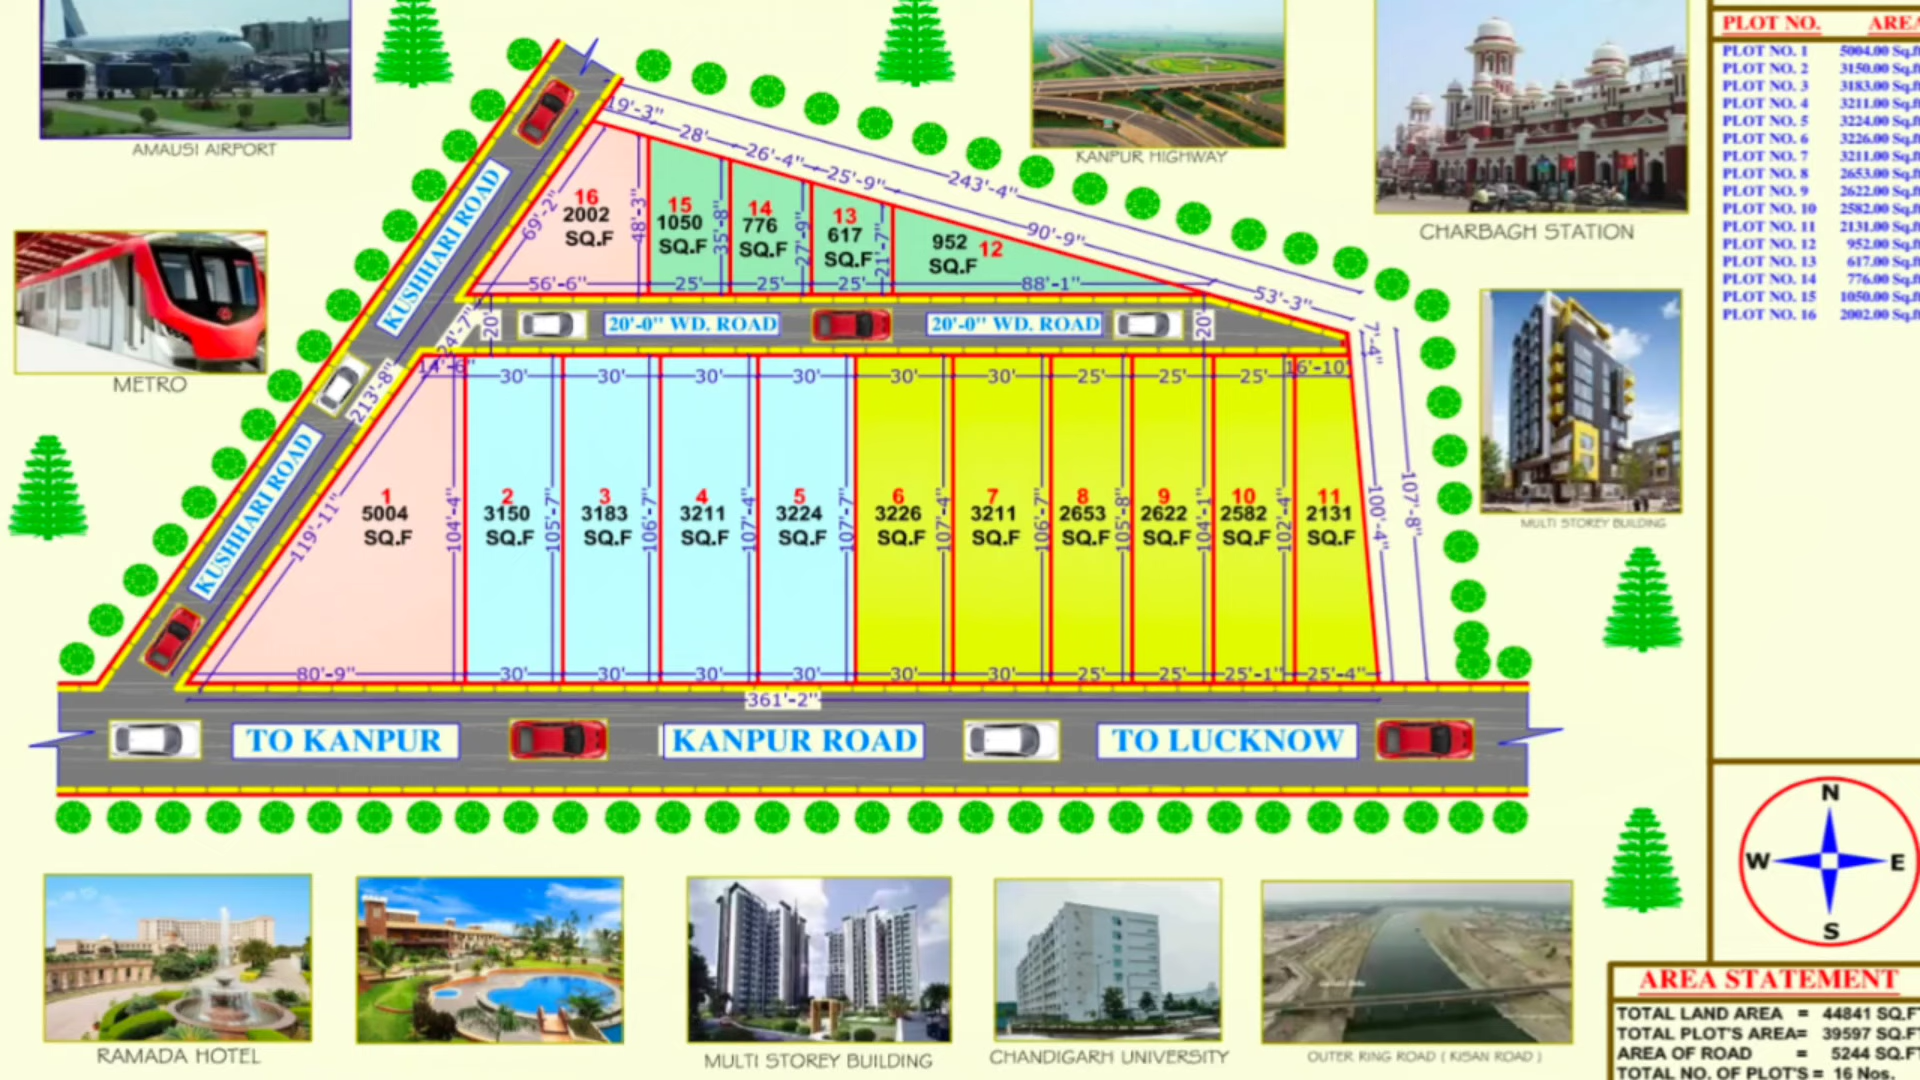 AMAUSI AIRPORT
KANPUR HIGHWAY
CHARBAGH STATION
METRO
MULTI STOREY BUILDING
KUSHHARI ROAD
KUSHHARI ROAD
19'-3"
28'
26'-4"
25'-9"
243'-4"
90'-9"
53'-3"
7'-4"
16
2002
SQ.F
69'-2"
48'-3"
56'-6"
15
1050
SQ.F
35'-8"
25'
14
776
SQ.F
27'-9"
25'
13
617
SQ.F
21'-7"
25'
952
12
SQ.F
88'-1"
24'-7"
20'
20'-0" WD. ROAD
20'-0" WD. ROAD
20'
213'-8"
14'-6"
30'
30'
30'
30'
30'
30'
25'
25'
25'
16'-10"
1
5004
SQ.F
119'-11"
104'-4"
2
3150
SQ.F
105'-7"
3
3183
SQ.F
106'-7"
4
3211
SQ.F
107'-4"
5
3224
SQ.F
107'-7"
6
3226
SQ.F
107'-4"
7
3211
SQ.F
106'-7"
8
2653
SQ.F
105'-8"
9
2622
SQ.F
104'-1"
10
2582
SQ.F
102'-4"
11
2131
SQ.F
100'-4"
107'-8"
80'-9"
30'
30'
30'
30'
30'
30'
25'
25'
25'-1"
25'-4"
361'-2"
TO KANPUR
KANPUR ROAD
TO LUCKNOW
RAMADA HOTEL
MULTI STOREY BUILDING
CHANDIGARH UNIVERSITY
OUTER RING ROAD ( KISAN ROAD )
PLOT NO. AREA
PLOT NO. 1 5004.00 Sq.ft
PLOT NO. 2 3150.00 Sq.ft
PLOT NO. 3 3183.00 Sq.ft
PLOT NO. 4 3211.00 Sq.ft
PLOT NO. 5 3224.00 Sq.ft
PLOT NO. 6 3226.00 Sq.ft
PLOT NO. 7 3211.00 Sq.ft
PLOT NO. 8 2653.00 Sq.ft
PLOT NO. 9 2622.00 Sq.ft
PLOT NO. 10 2582.00 Sq.ft
PLOT NO. 11 2131.00 Sq.ft
PLOT NO. 12 952.00 Sq.ft
PLOT NO. 13 617.00 Sq.ft
PLOT NO. 14 776.00 Sq.ft
PLOT NO. 15 1050.00 Sq.ft
PLOT NO. 16 2002.00 Sq.ft
N
W
E
S
AREA STATEMENT
TOTAL LAND AREA = 44841 SQ.FT
TOTAL PLOT'S AREA= 39597 SQ.FT
AREA OF ROAD = 5244 SQ.FT
TOTAL NO. OF PLOT'S = 16 Nos.